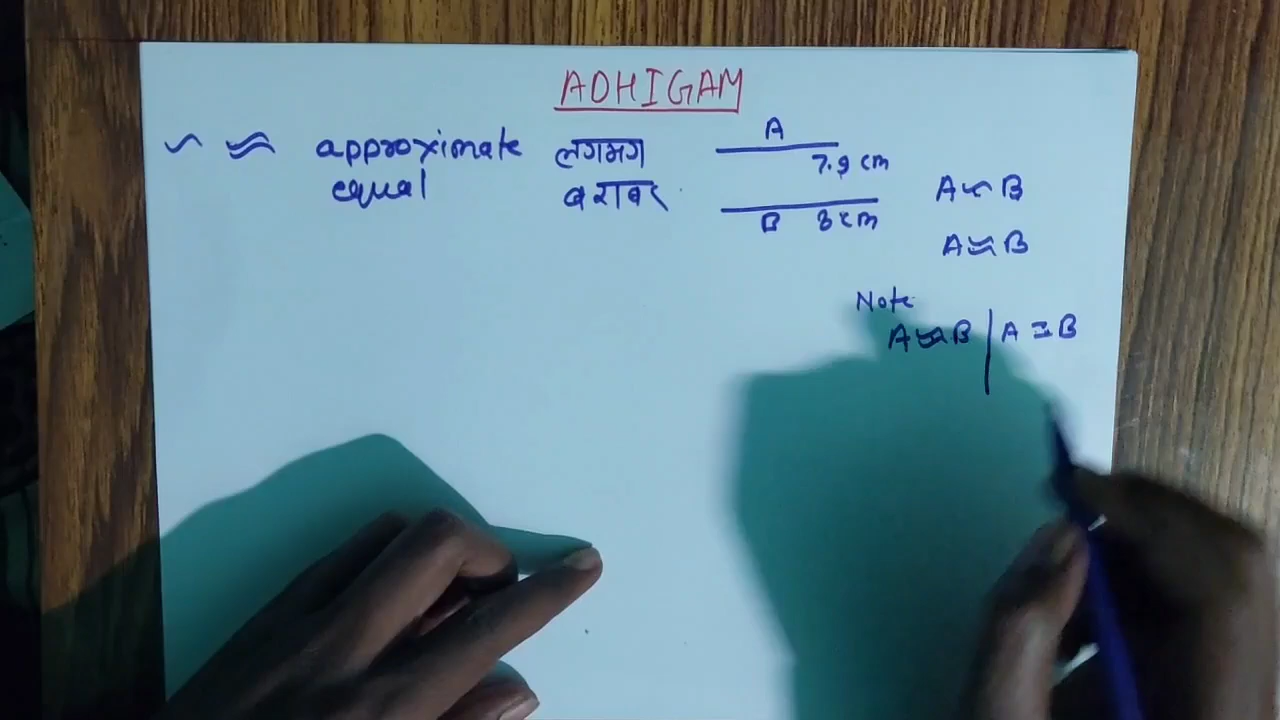 ADHIGAM
∽ ≈ approximate लगभग
equal बराबर
A
7.9 cm
B 8 cm
A ∽ B
A ≈ B
Note
A ≈ B | A ≅ B